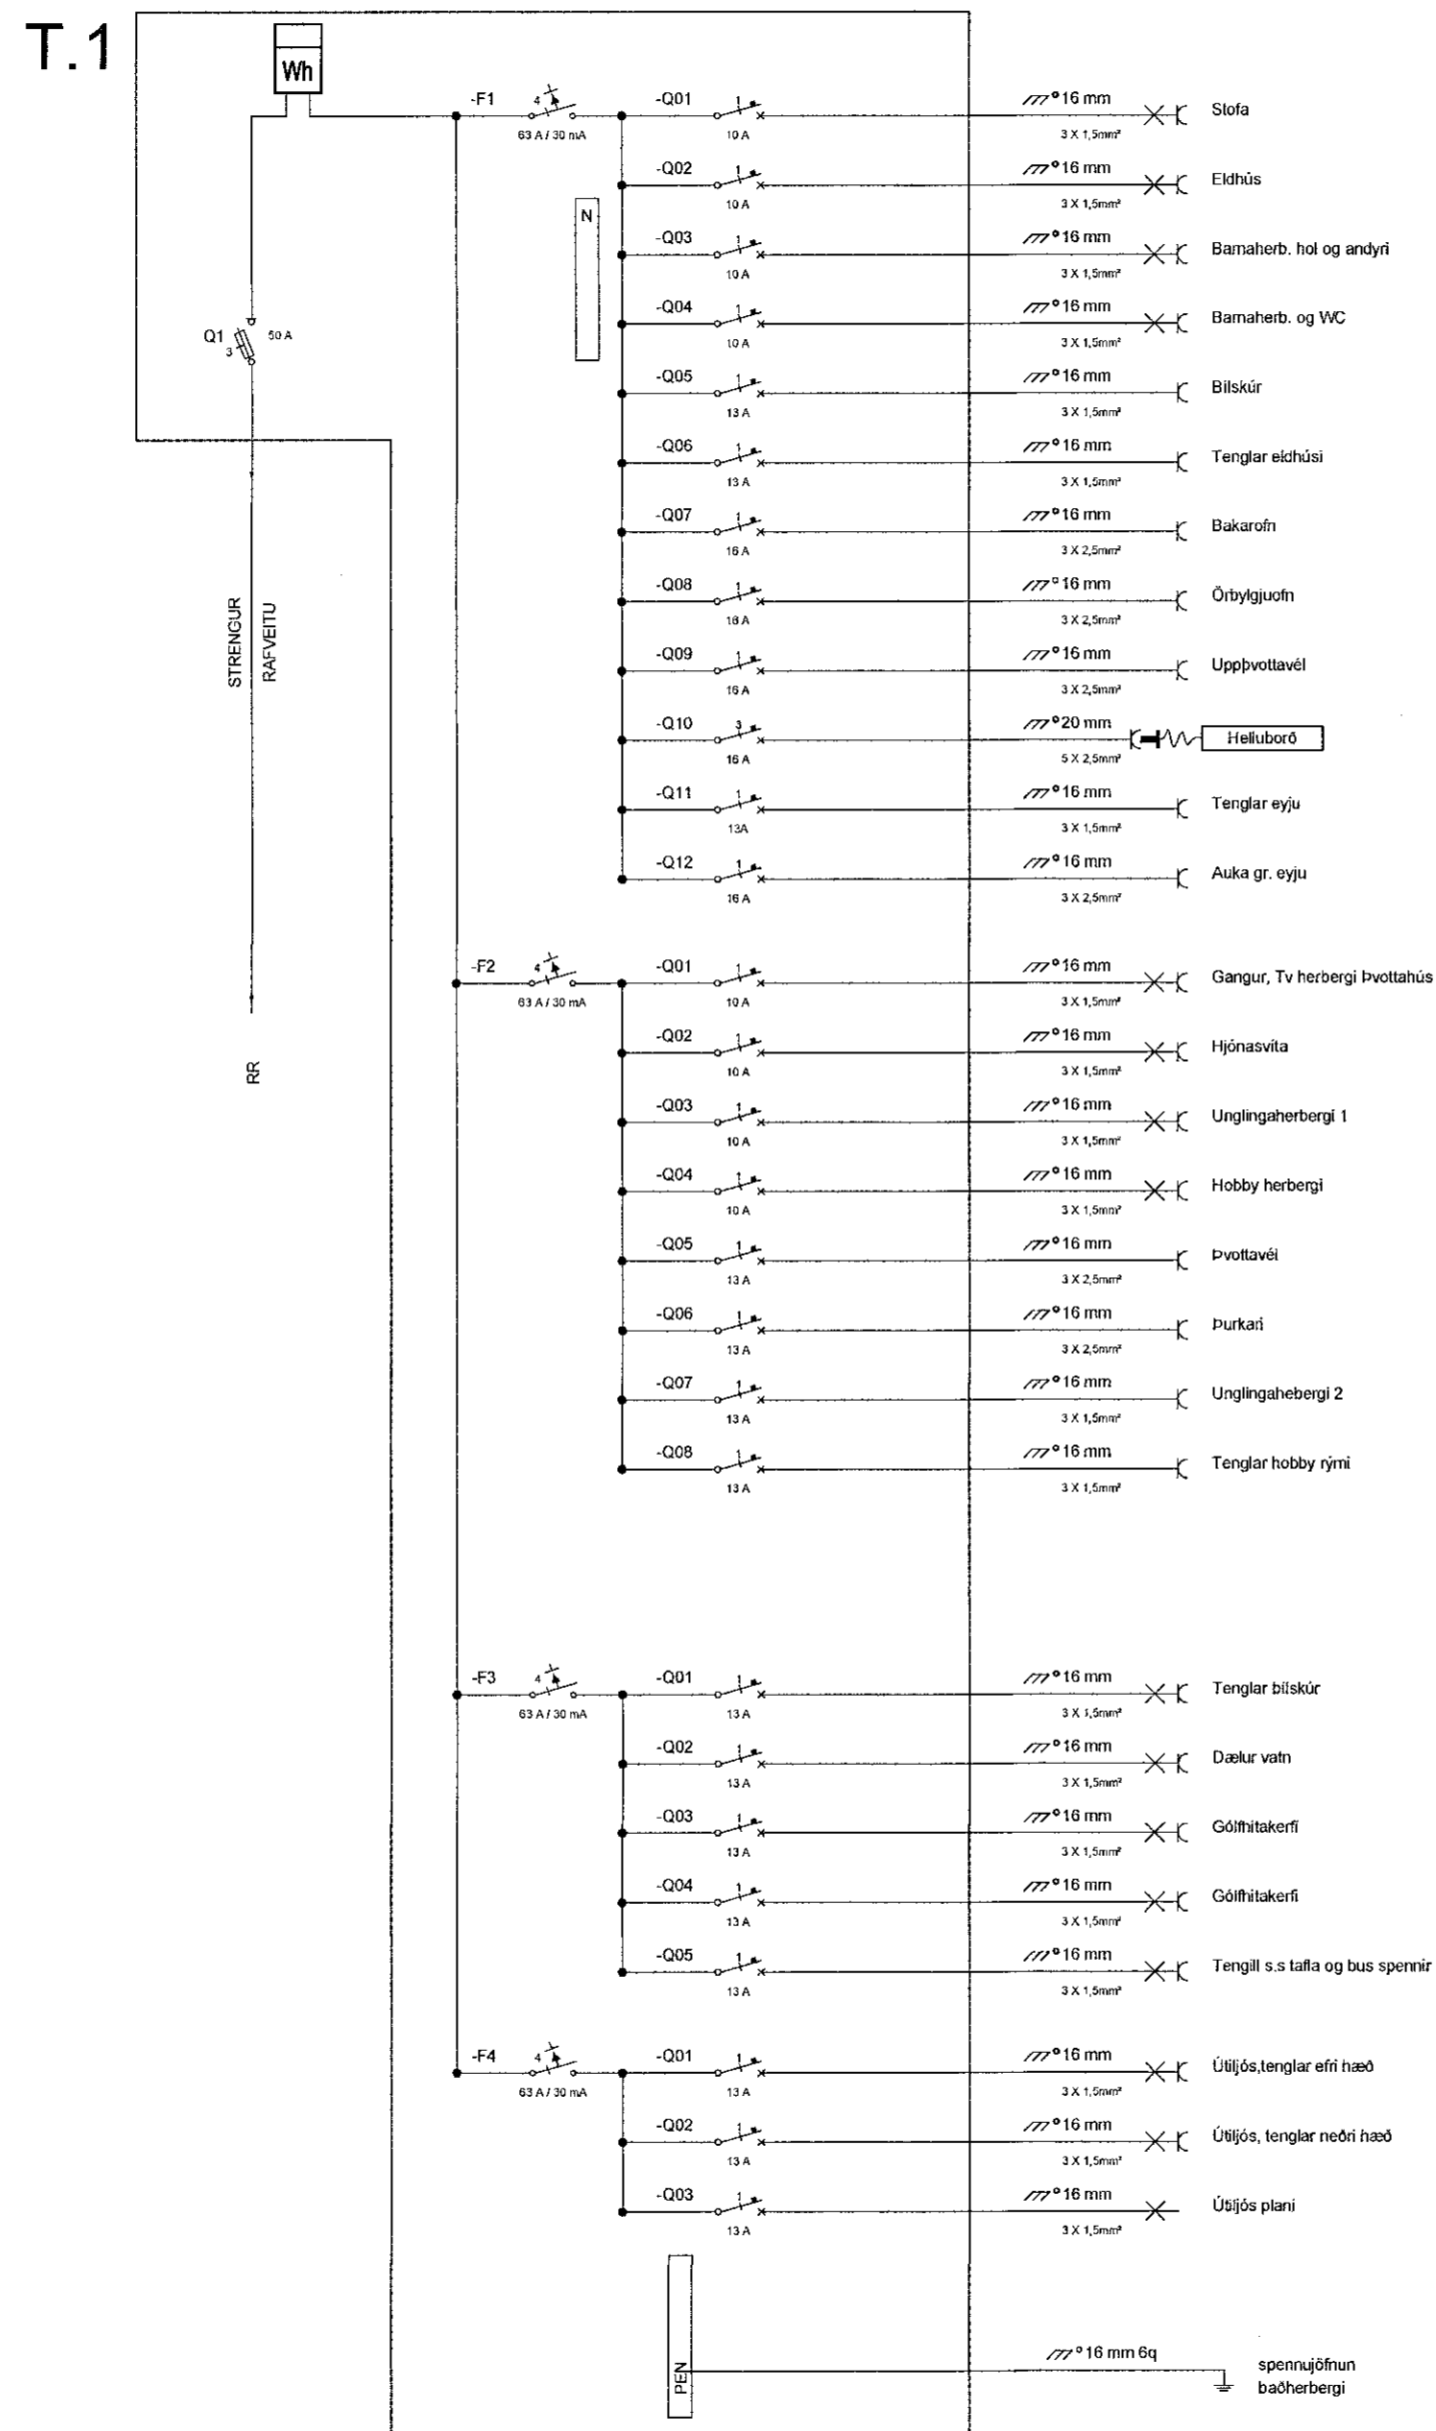 T.1
Wh
-F1
4
63 A / 30 mA
-Q01
1
10 A
16 mm
3 X 1,5mm²
Stofa
-Q02
1
10 A
16 mm
3 X 1,5mm²
Eldhús
N
-Q03
1
10 A
16 mm
3 X 1,5mm²
Barnaherb. hol og andyri
-Q04
1
10 A
16 mm
3 X 1,5mm²
Barnaherb. og WC
Q1
3
50 A
-Q05
1
13 A
16 mm
3 X 1,5mm²
Bílskúr
-Q06
1
13 A
16 mm
3 X 1,5mm²
Tenglar eldhúsi
-Q07
1
16 A
16 mm
3 X 2,5mm²
Bakarofn
-Q08
1
16 A
16 mm
3 X 2,5mm²
Örbylgjuofn
STRENGUR
RAFVEITU
-Q09
1
16 A
16 mm
3 X 2,5mm²
Uppþvottavél
-Q10
3
16 A
20 mm
5 X 2,5mm²
Helluborð
-Q11
1
13A
16 mm
3 X 1,5mm²
Tenglar eyju
-Q12
1
16 A
16 mm
3 X 2,5mm²
Auka gr. eyju
RR
-F2
4
63 A / 30 mA
-Q01
1
10 A
16 mm
3 X 1,5mm²
Gangur, Tv herbergi Þvottahús
-Q02
1
10 A
16 mm
3 X 1,5mm²
Hjónasvíta
-Q03
1
10 A
16 mm
3 X 1,5mm²
Unglingaherbergi 1
-Q04
1
10 A
16 mm
3 X 1,5mm²
Hobby herbergi
-Q05
1
13 A
16 mm
3 X 2,5mm²
Þvottavél
-Q06
1
13 A
16 mm
3 X 2,5mm²
Þurkari
-Q07
1
13 A
16 mm
3 X 1,5mm²
Unglingahebergi 2
-Q08
1
13 A
16 mm
3 X 1,5mm²
Tenglar hobby rými
-F3
4
63 A / 30 mA
-Q01
1
13 A
16 mm
3 X 1,5mm²
Tenglar bílskúr
-Q02
1
13 A
16 mm
3 X 1,5mm²
Dælur vatn
-Q03
1
13 A
16 mm
3 X 1,5mm²
Gólfhitakerfi
-Q04
1
13 A
16 mm
3 X 1,5mm²
Gólfhitakerfi
-Q05
1
13 A
16 mm
3 X 1,5mm²
Tengill s.s tafla og bus spennir
-F4
4
63 A / 30 mA
-Q01
1
13 A
16 mm
3 X 1,5mm²
Útiljós,tenglar efri hæð
-Q02
1
13 A
16 mm
3 X 1,5mm²
Útiljós, tenglar neðri hæð
-Q03
1
13 A
16 mm
3 X 1,5mm²
Útiljós plani
PEN
16 mm 6q
spennujöfnun
baðherbergi